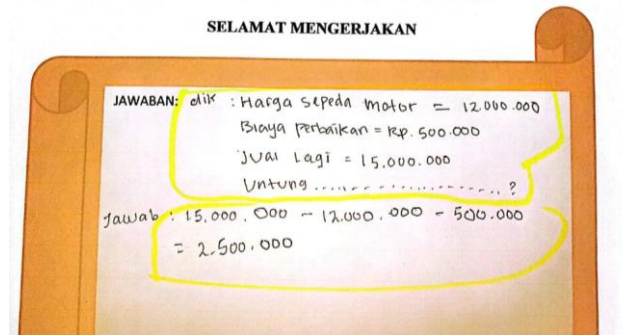 SELAMAT MENGERJAKAN
JAWABAN: dik : Harga sepeda motor = 12.000.000
Biaya perbaikan = Rp. 500.000
Jual lagi = 15.000.000
Untung ........................ ?
Jawab : 15.000.000 - 12.000.000 - 500.000
= 2.500.000